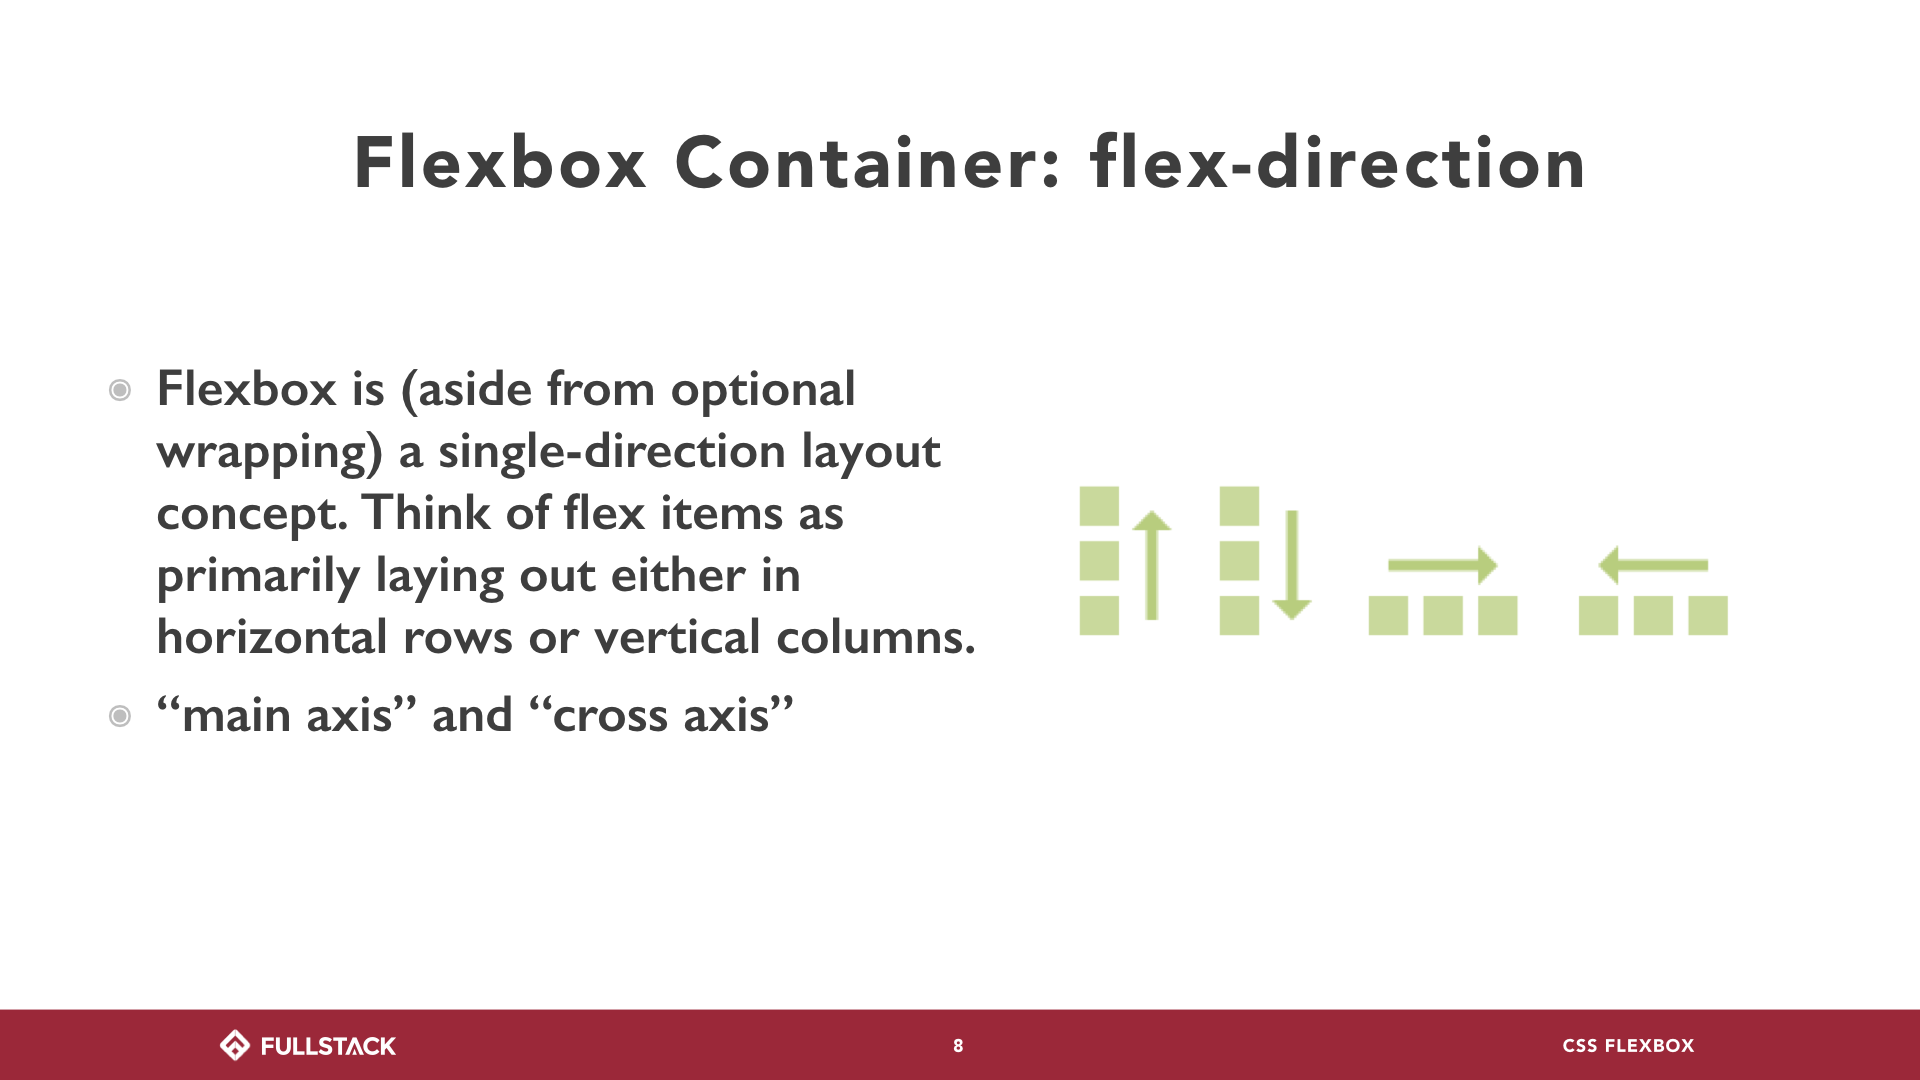 Flexbox Container: flex-direction
Flexbox is (aside from optional
wrapping) a single-direction layout
concept. Think of flex items as
primarily laying out either in
horizontal rows or vertical columns.
“main axis” and “cross axis”
FULLSTACK
8
CSS FLEXBOX